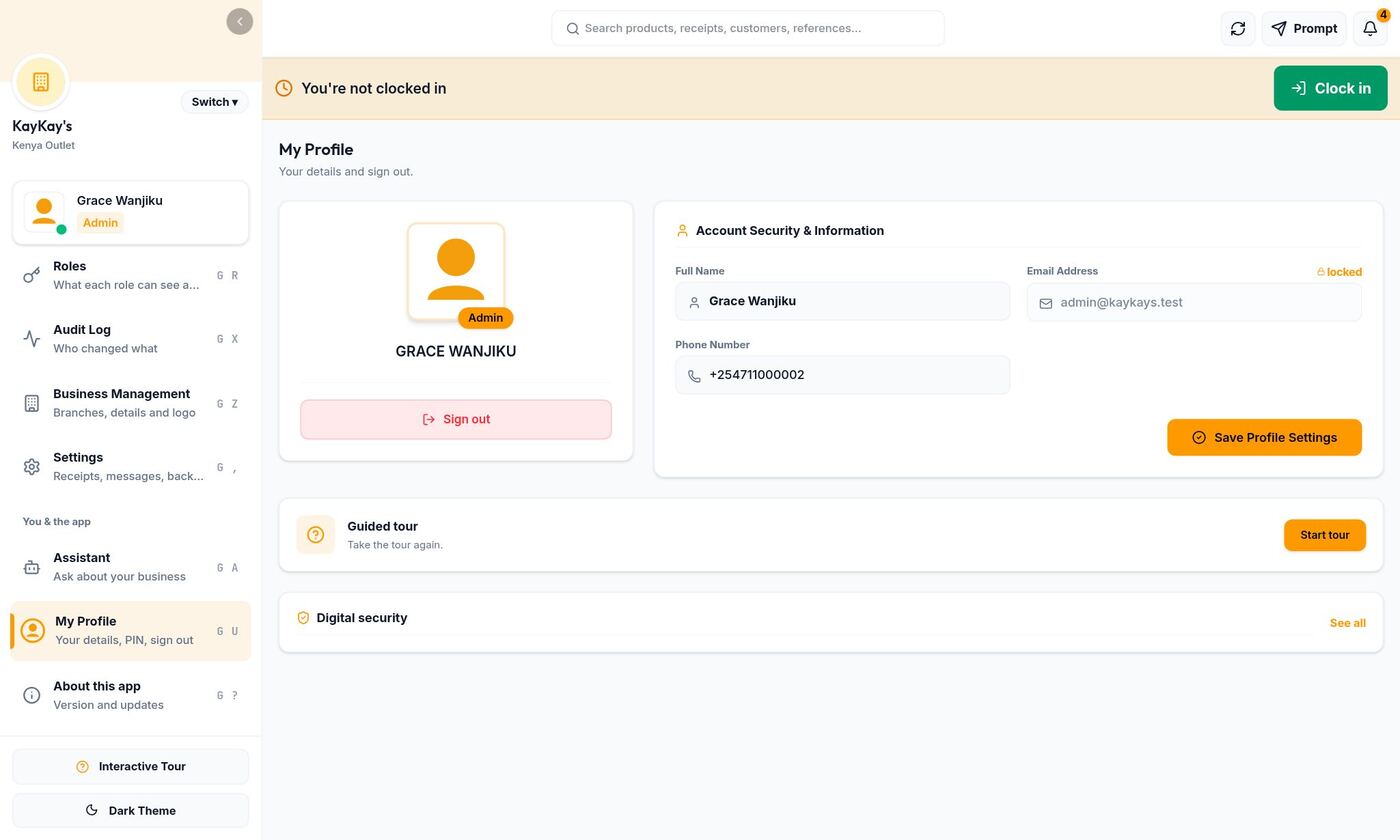 Search products, receipts, customers, references...
Prompt
4
Switch ▾
KayKay's
Kenya Outlet
Grace Wanjiku
Admin
Roles
What each role can see a...
G R
Audit Log
Who changed what
G X
Business Management
Branches, details and logo
G Z
Settings
Receipts, messages, back...
G ,
You & the app
Assistant
Ask about your business
G A
My Profile
Your details, PIN, sign out
G U
About this app
Version and updates
G ?
Interactive Tour
Dark Theme
You're not clocked in
Clock in
My Profile
Your details and sign out.
Admin
GRACE WANJIKU
Sign out
Account Security & Information
Full Name
Grace Wanjiku
Email Address
locked
admin@kaykays.test
Phone Number
+254711000002
Save Profile Settings
Guided tour
Take the tour again.
Start tour
Digital security
See all